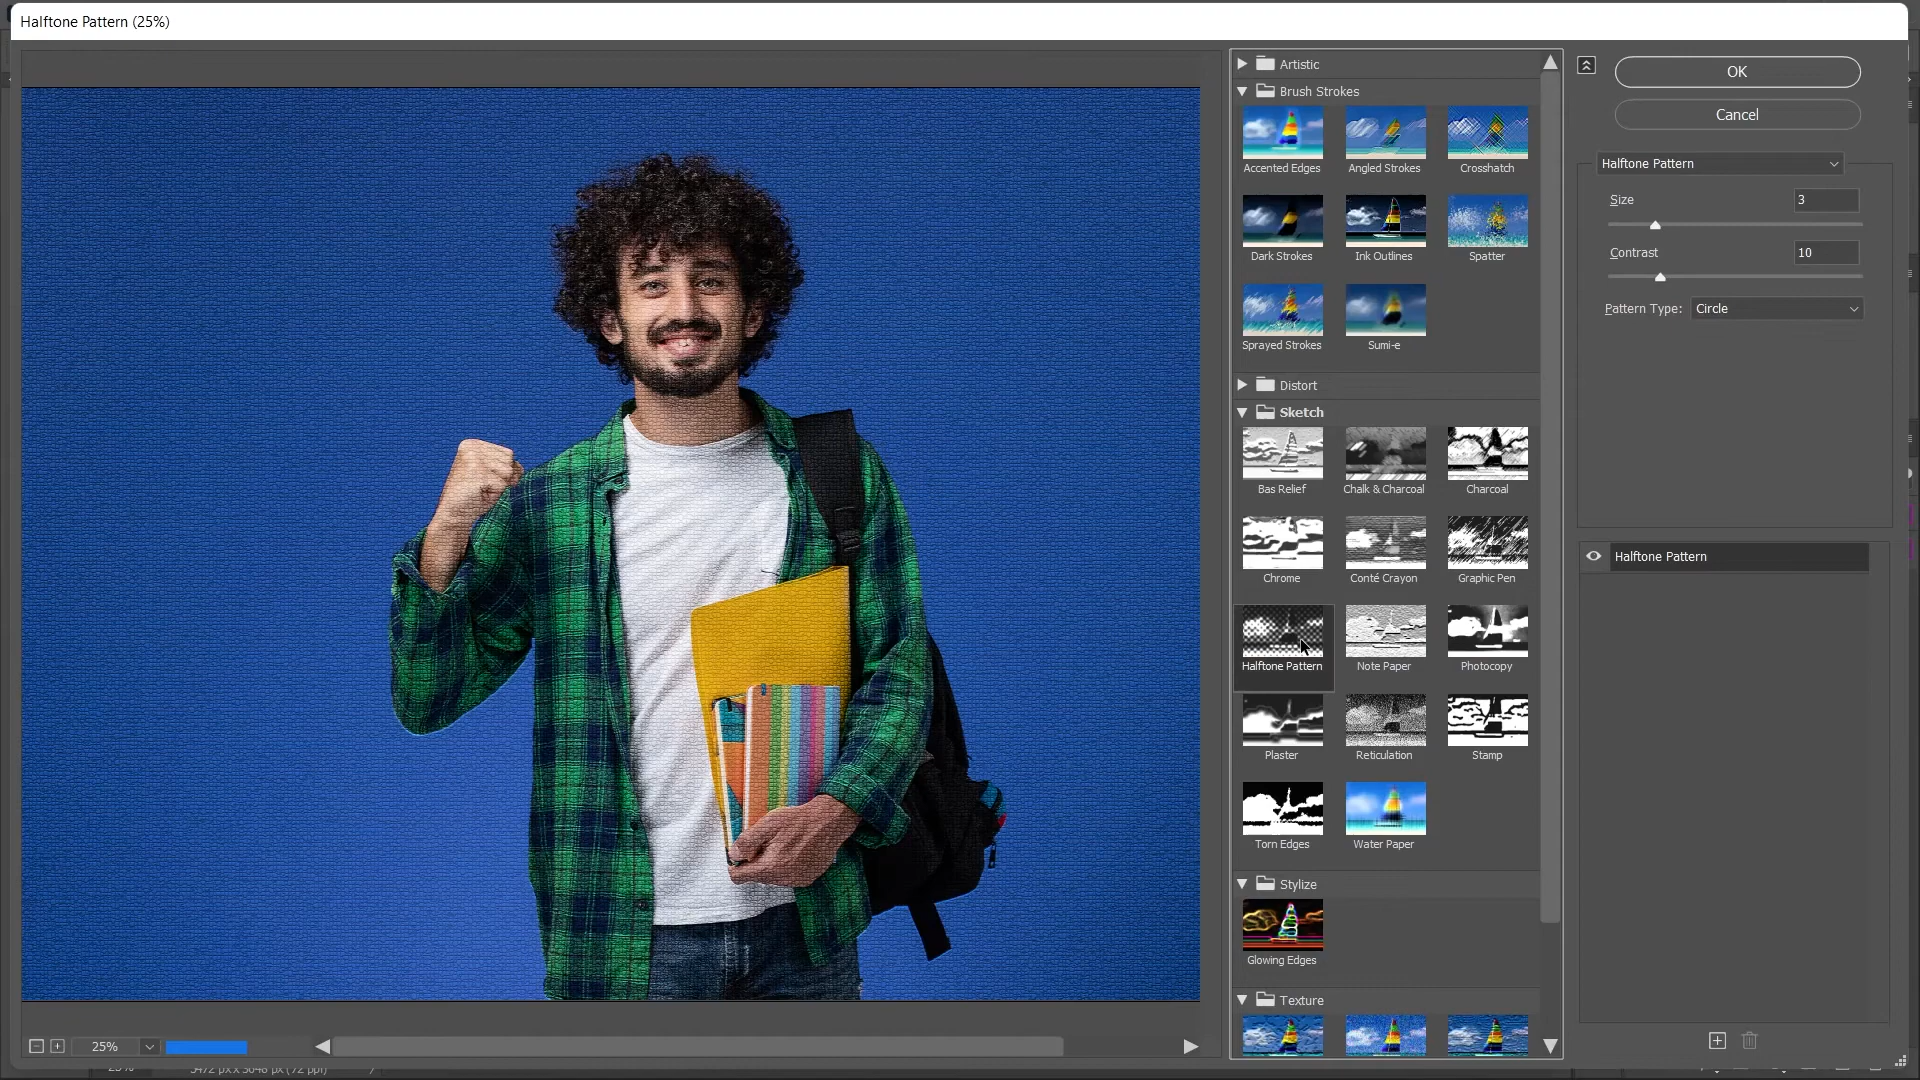 Halftone Pattern (25%)
Artistic
Brush Strokes
Accented Edges
Angled Strokes
Crosshatch
Dark Strokes
Ink Outlines
Spatter
Sprayed Strokes
Sumi-e
Distort
Sketch
Bas Relief
Chalk & Charcoal
Charcoal
Chrome
Conté Crayon
Graphic Pen
Halftone Pattern
Note Paper
Photocopy
Plaster
Reticulation
Stamp
Torn Edges
Water Paper
Stylize
Glowing Edges
Texture
OK
Cancel
Halftone Pattern
Size 3
Contrast 10
Pattern Type: Circle
Halftone Pattern
25%